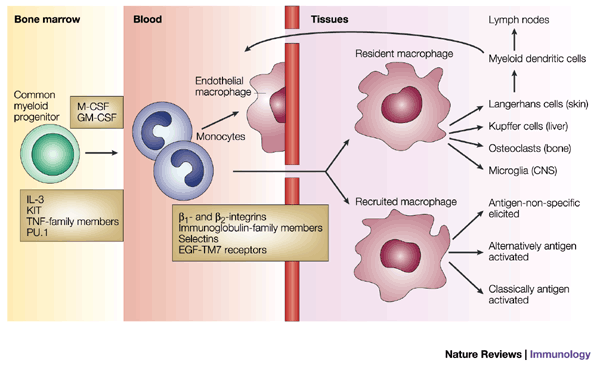 Bone marrow
Blood
Tissues
Lymph nodes
Myeloid dendritic cells
Resident macrophage
Endothelial
macrophage
Common
myeloid
progenitor
M-CSF
GM-CSF
Monocytes
Langerhans cells (skin)
Kupffer cells (liver)
Osteoclasts (bone)
Microglia (CNS)
IL-3
KIT
TNF-family members
PU.1
β1- and β2-integrins
Immunoglobulin-family members
Selectins
EGF-TM7 receptors
Recruited macrophage
Antigen-non-specific
elicited
Alternatively antigen
activated
Classically antigen
activated
Nature Reviews | Immunology